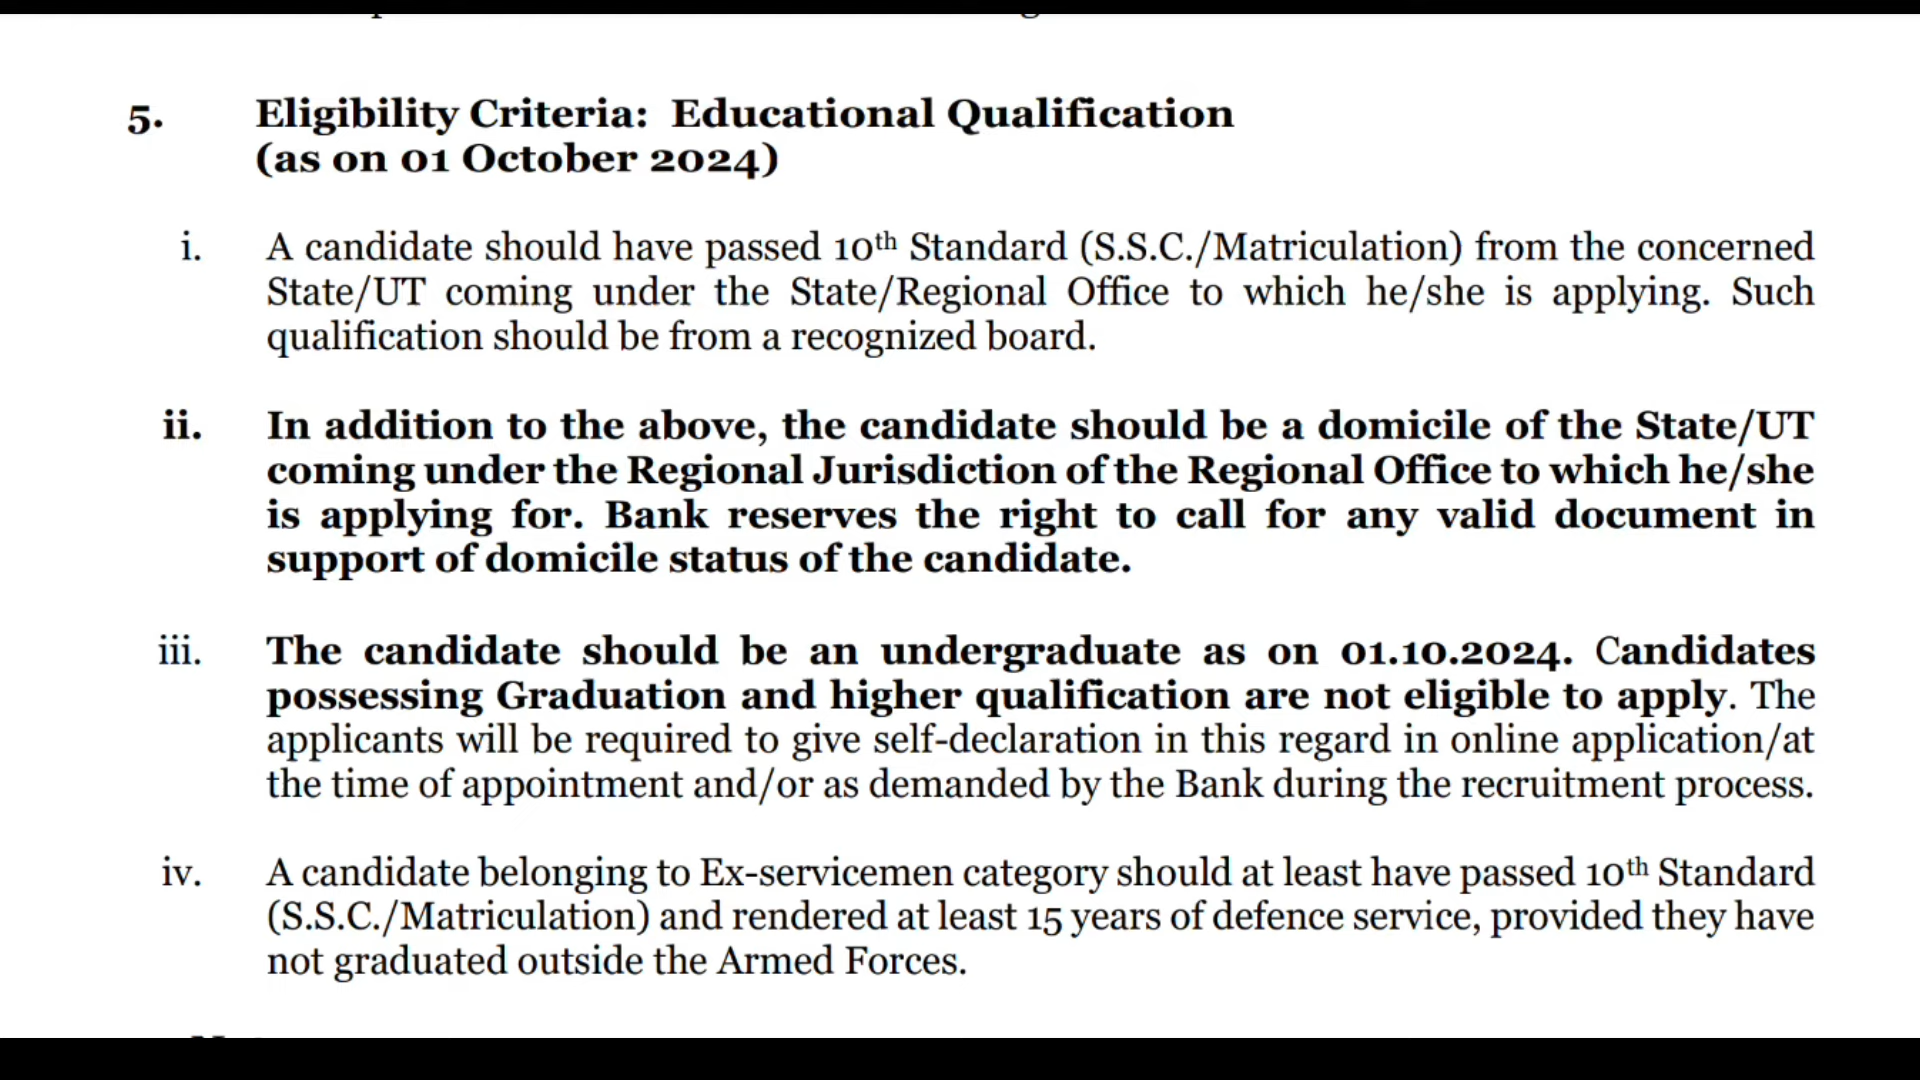 5. Eligibility Criteria: Educational Qualification
(as on 01 October 2024)
i. A candidate should have passed 10th Standard (S.S.C./Matriculation) from the concerned
State/UT coming under the State/Regional Office to which he/she is applying. Such
qualification should be from a recognized board.
ii. In addition to the above, the candidate should be a domicile of the State/UT
coming under the Regional Jurisdiction of the Regional Office to which he/she
is applying for. Bank reserves the right to call for any valid document in
support of domicile status of the candidate.
iii. The candidate should be an undergraduate as on 01.10.2024. Candidates
possessing Graduation and higher qualification are not eligible to apply. The
applicants will be required to give self-declaration in this regard in online application/at
the time of appointment and/or as demanded by the Bank during the recruitment process.
iv. A candidate belonging to Ex-servicemen category should at least have passed 10th Standard
(S.S.C./Matriculation) and rendered at least 15 years of defence service, provided they have
not graduated outside the Armed Forces.